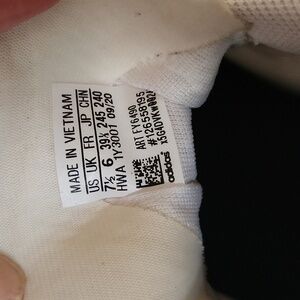 MADE IN VIETNAM
US UK FR JP CHN
7½ 6 39⅓ 245 240
HWA 1Y3001 09/20
ART FY6490
#126558195
adidas